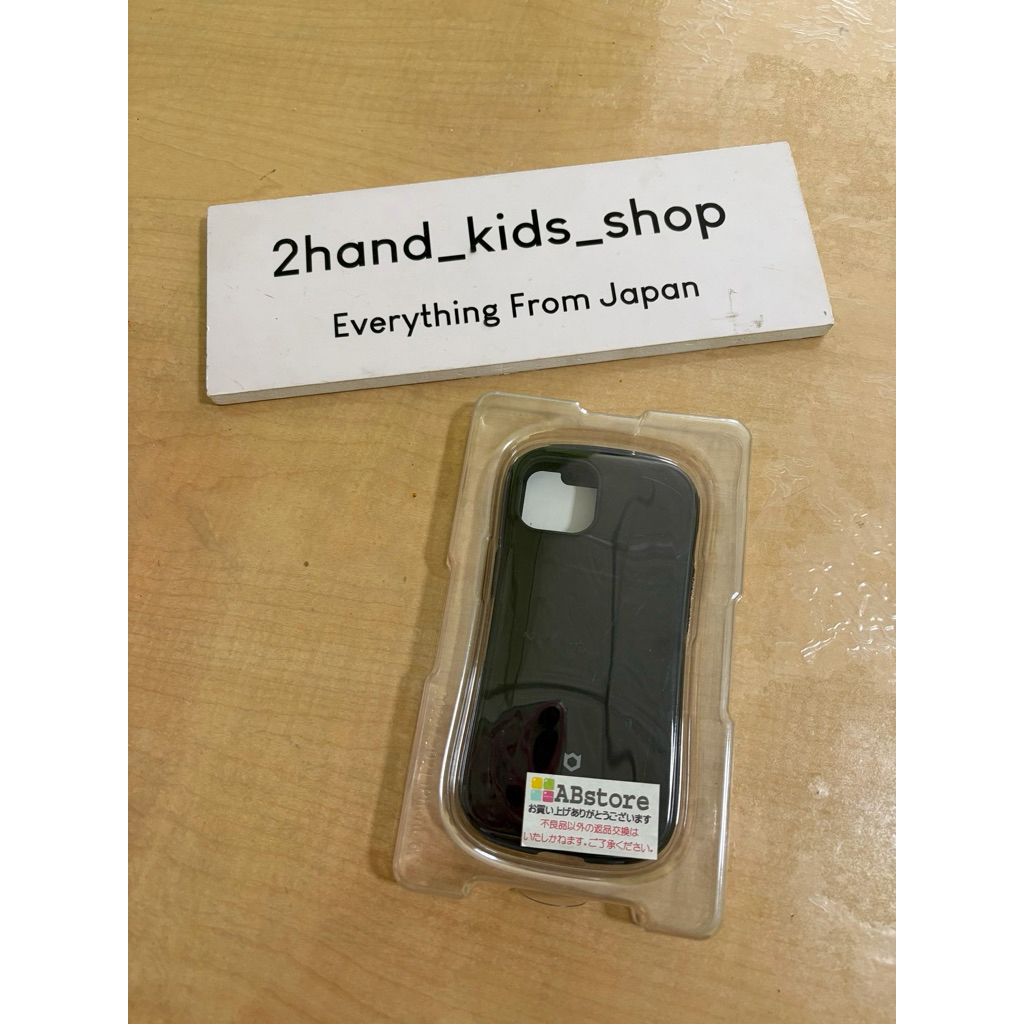 2hand_kids_shop
Everything From Japan
ABstore
お買い上げありがとうございます
不良品以外の返品交換は
いたしかねます。ご了承ください。